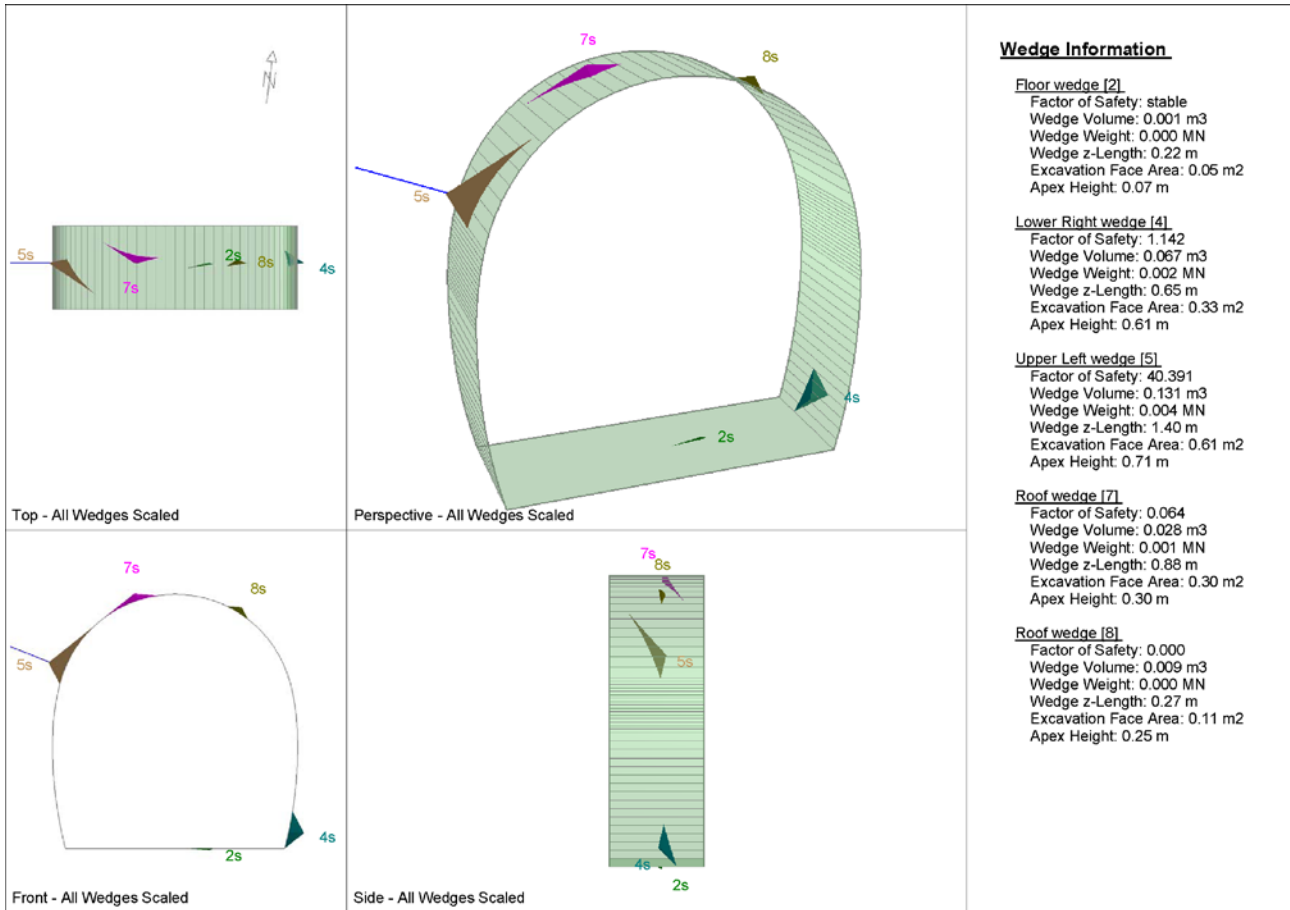 N
5s
2s
8s
4s
7s
Top - All Wedges Scaled
7s
8s
5s
4s
2s
Perspective - All Wedges Scaled
7s
8s
5s
4s
2s
Front - All Wedges Scaled
7s
8s
5s
4s
2s
Side - All Wedges Scaled
Wedge Information
Floor wedge [2]
Factor of Safety: stable
Wedge Volume: 0.001 m3
Wedge Weight: 0.000 MN
Wedge z-Length: 0.22 m
Excavation Face Area: 0.05 m2
Apex Height: 0.07 m
Lower Right wedge [4]
Factor of Safety: 1.142
Wedge Volume: 0.067 m3
Wedge Weight: 0.002 MN
Wedge z-Length: 0.65 m
Excavation Face Area: 0.33 m2
Apex Height: 0.61 m
Upper Left wedge [5]
Factor of Safety: 40.391
Wedge Volume: 0.131 m3
Wedge Weight: 0.004 MN
Wedge z-Length: 1.40 m
Excavation Face Area: 0.61 m2
Apex Height: 0.71 m
Roof wedge [7]
Factor of Safety: 0.064
Wedge Volume: 0.028 m3
Wedge Weight: 0.001 MN
Wedge z-Length: 0.88 m
Excavation Face Area: 0.30 m2
Apex Height: 0.30 m
Roof wedge [8]
Factor of Safety: 0.000
Wedge Volume: 0.009 m3
Wedge Weight: 0.000 MN
Wedge z-Length: 0.27 m
Excavation Face Area: 0.11 m2
Apex Height: 0.25 m